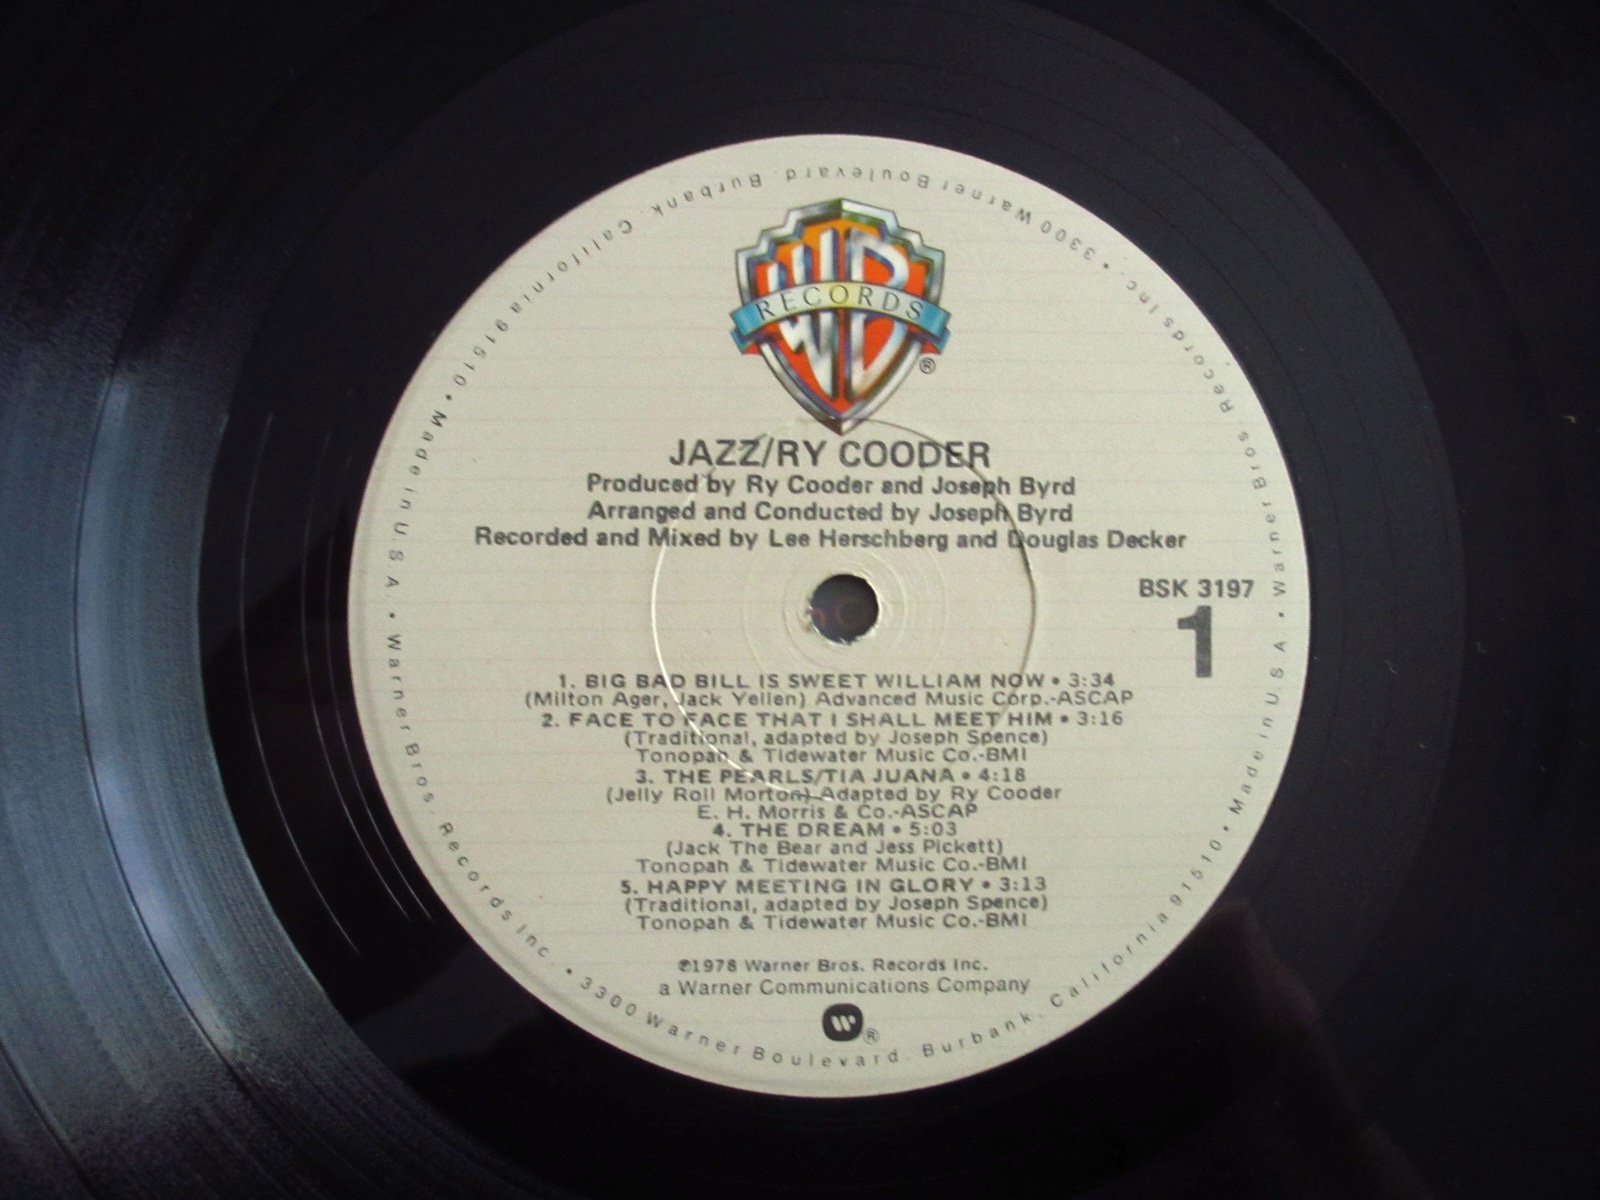 WB
RECORDS
®
JAZZ/RY COODER
Produced by Ry Cooder and Joseph Byrd
Arranged and Conducted by Joseph Byrd
Recorded and Mixed by Lee Herschberg and Douglas Decker
BSK 3197
1
1. BIG BAD BILL IS SWEET WILLIAM NOW • 3:34
(Milton Ager, Jack Yellen) Advanced Music Corp.-ASCAP
2. FACE TO FACE THAT I SHALL MEET HIM • 3:16
(Traditional, adapted by Joseph Spence)
Tonopah & Tidewater Music Co.-BMI
3. THE PEARLS/TIA JUANA • 4:18
(Jelly Roll Morton) Adapted by Ry Cooder
E. H. Morris & Co.-ASCAP
4. THE DREAM • 5:03
(Jack The Bear and Jess Pickett)
Tonopah & Tidewater Music Co.-BMI
5. HAPPY MEETING IN GLORY • 3:13
(Traditional, adapted by Joseph Spence)
Tonopah & Tidewater Music Co.-BMI
℗1978 Warner Bros. Records Inc.
a Warner Communications Company
®
Warner Bros. Records Inc. • 3300 Warner Boulevard. Burbank. California 91510 • Made in U.S.A. • Warner Bros. Records Inc. • 3300 Warner Boulevard. Burbank. California 91510 • Made in U.S.A. •